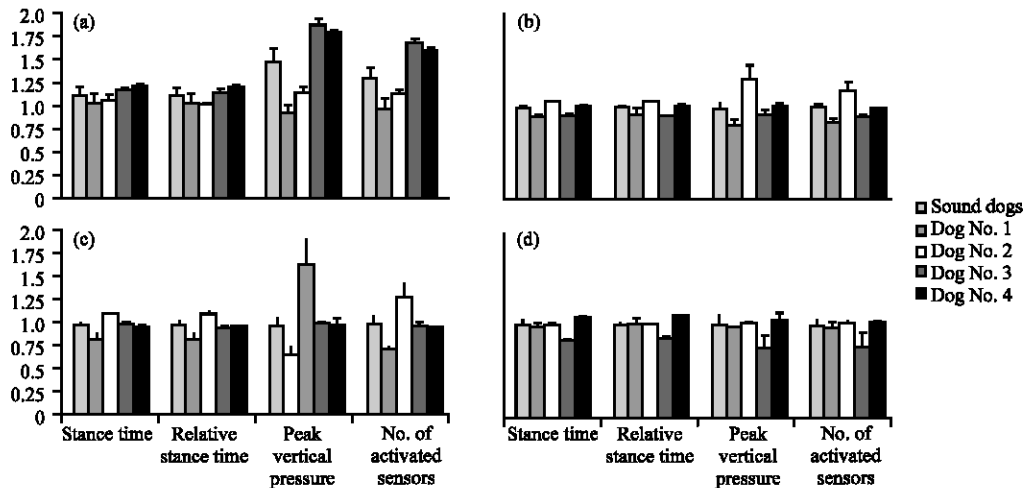 (a)
2.0
1.75
1.5
1.25
1.0
0.75
0.5
0.25
0
(b)
(c)
2.0
1.75
1.5
1.25
1.0
0.75
0.5
0.25
0
(d)
Sound dogs
Dog No. 1
Dog No. 2
Dog No. 3
Dog No. 4
Stance time
Relative
stance time
Peak
vertical
pressure
No. of
activated
sensors
Stance time
Relative
stance time
Peak
vertical
pressure
No. of
activated
sensors